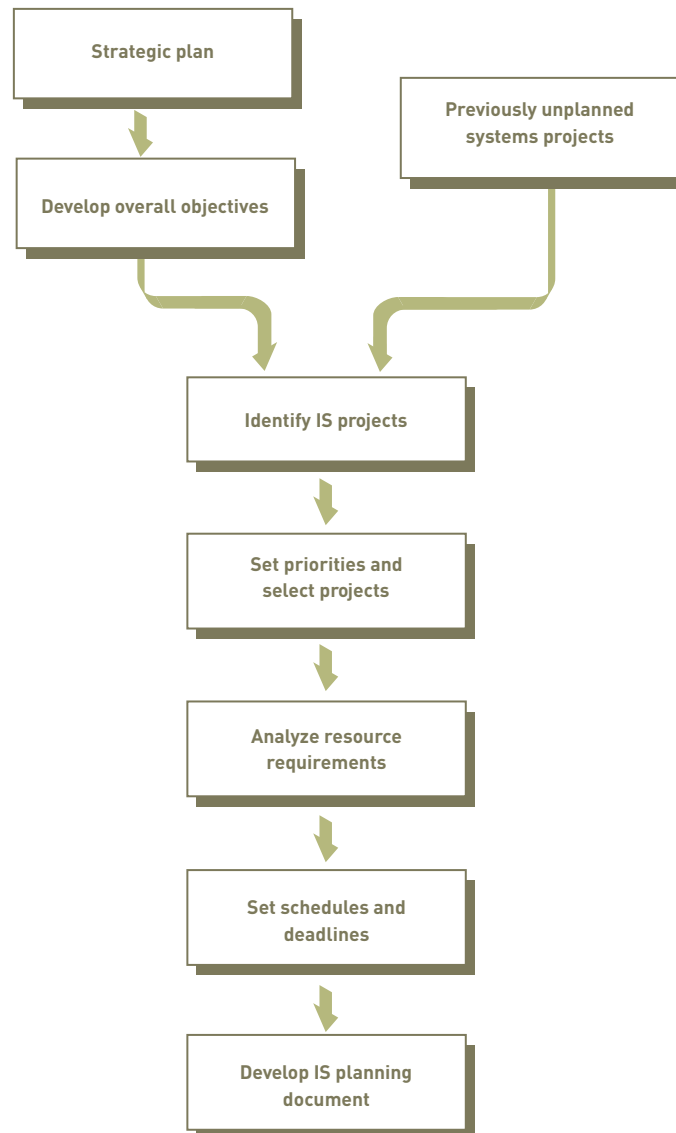 Strategic plan
Previously unplanned
systems projects
Develop overall objectives
Identify IS projects
Set priorities and
select projects
Analyze resource
requirements
Set schedules and
deadlines
Develop IS planning
document